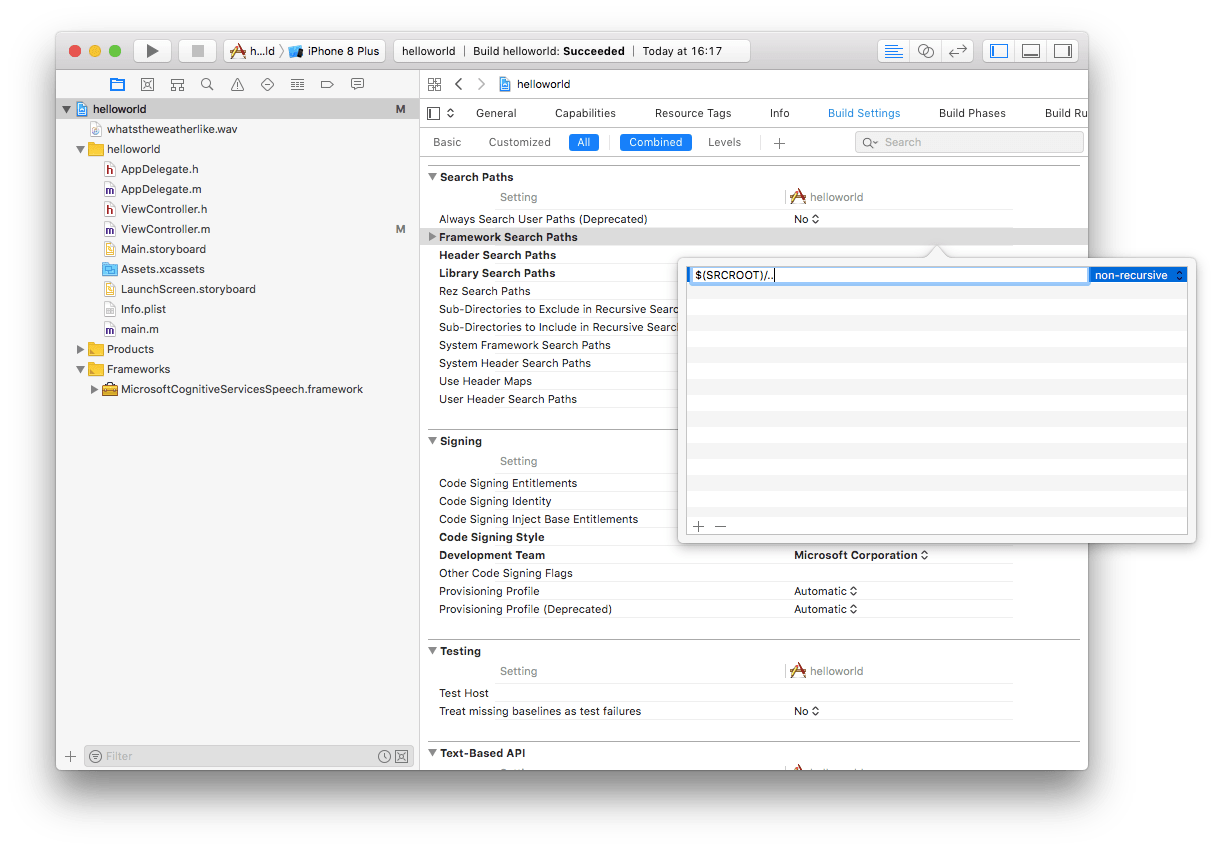 h...ld iPhone 8 Plus helloworld | Build helloworld: Succeeded | Today at 16:17
helloworld M
whatstheweatherlike.wav
helloworld
AppDelegate.h
AppDelegate.m
ViewController.h
ViewController.m M
Main.storyboard
Assets.xcassets
LaunchScreen.storyboard
Info.plist
main.m
Products
Frameworks
MicrosoftCognitiveServicesSpeech.framework
Filter
helloworld
General Capabilities Resource Tags Info Build Settings Build Phases Build Ru
Basic Customized All Combined Levels Search
Search Paths
Setting helloworld
Always Search User Paths (Deprecated) No
Framework Search Paths
Header Search Paths
Library Search Paths
Rez Search Paths
Sub-Directories to Exclude in Recursive Searc
Sub-Directories to Include in Recursive Searc
System Framework Search Paths
System Header Search Paths
Use Header Maps
User Header Search Paths
$(SRCROOT)/.. non-recursive
Signing
Setting
Code Signing Entitlements
Code Signing Identity
Code Signing Inject Base Entitlements
Code Signing Style
Development Team Microsoft Corporation
Other Code Signing Flags
Provisioning Profile Automatic
Provisioning Profile (Deprecated) Automatic
Testing
Setting helloworld
Test Host
Treat missing baselines as test failures No
Text-Based API